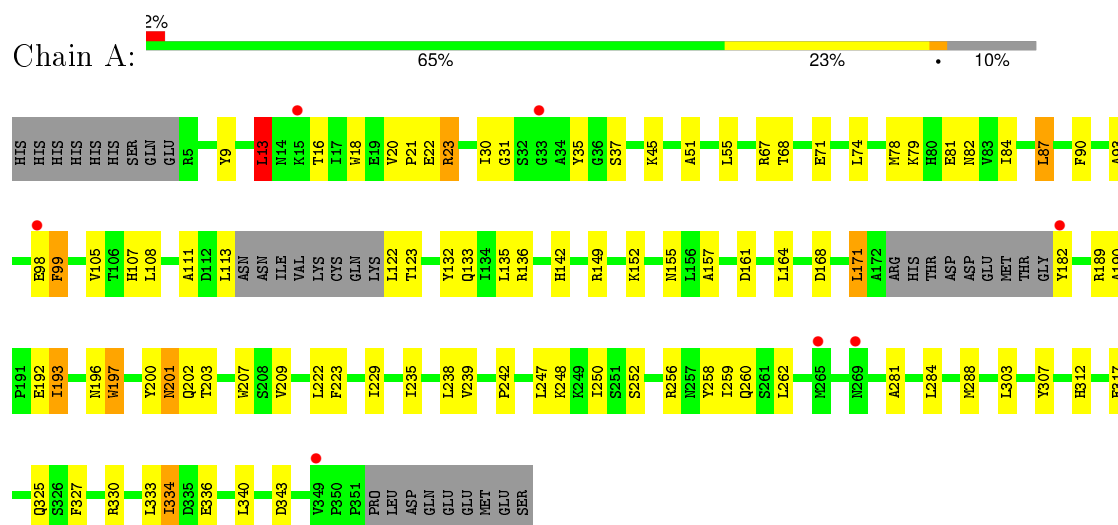 2%
Chain A:
65% 23% • 10%
HIS HIS HIS HIS HIS HIS SER GLN GLU R5 Y9 L13 N14 K15 T16 I17 W18 E19 V20 P21 E22 R23 I30 G31 S32 G33 A34 Y35 G36 S37 K45 A51 L55 R67 T68 E71 L74 M78 K79 H80 E81 N82 V83 I84 L87 F90 A93
E98 F99 V105 T106 H107 L108 A111 D112 L113 ASN ASN ILE VAL LYS CYS GLN LYS L122 T123 Y132 Q133 I134 L135 R136 H142 R149 K152 N155 L156 A157 D161 L164 D168 L171 A172 ARG HIS THR ASP ASP GLU MET THR GLY Y182 R189 A190
P191 E192 I193 N196 W197 Y200 N201 Q202 T203 W207 S208 V209 L222 F223 I229 I235 L238 V239 P242 L247 K248 K249 I250 S251 S252 R256 N257 Y258 I259 Q260 S261 L262 M265 N269 A281 L284 M288 L303 Y307 H312 E317
Q325 S326 F327 R330 L333 I334 D335 E336 L340 D343 V349 P350 P351 PRO LEU ASP GLN GLU GLU MET GLU SER